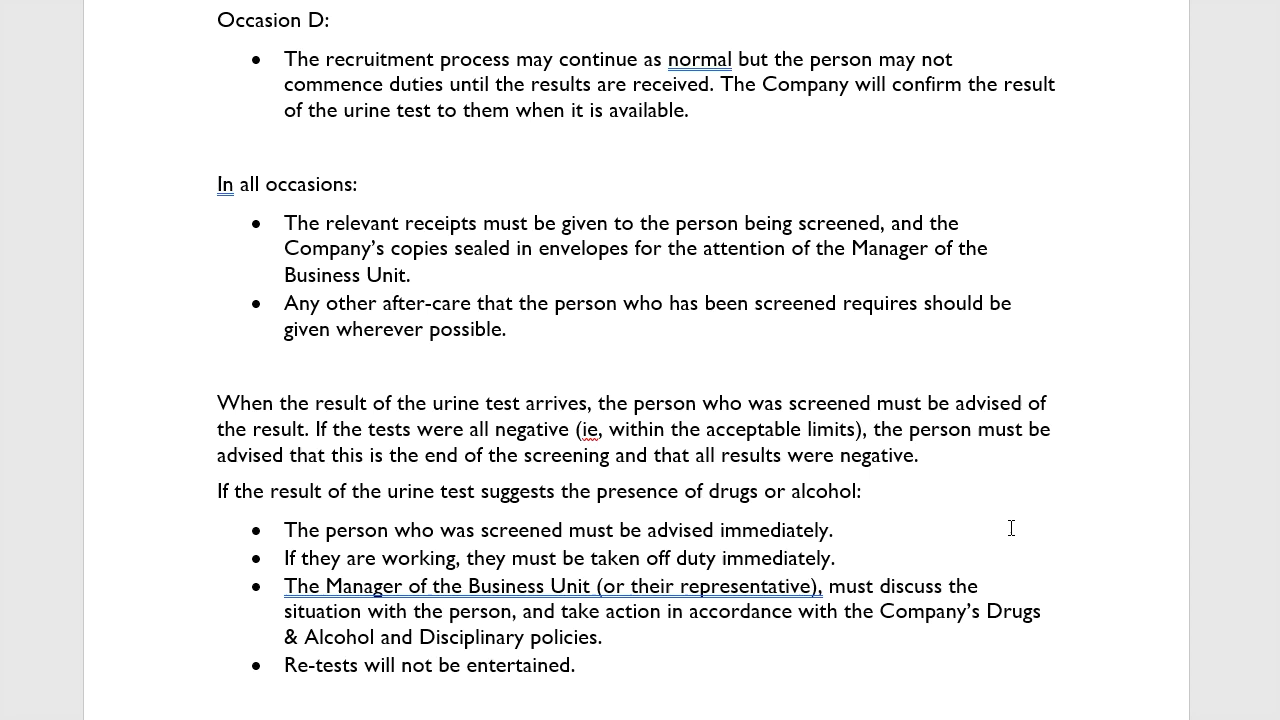 Occasion D:
• The recruitment process may continue as normal but the person may not
commence duties until the results are received. The Company will confirm the result
of the urine test to them when it is available.
In all occasions:
• The relevant receipts must be given to the person being screened, and the
Company’s copies sealed in envelopes for the attention of the Manager of the
Business Unit.
• Any other after-care that the person who has been screened requires should be
given wherever possible.
When the result of the urine test arrives, the person who was screened must be advised of
the result. If the tests were all negative (ie, within the acceptable limits), the person must be
advised that this is the end of the screening and that all results were negative.
If the result of the urine test suggests the presence of drugs or alcohol:
• The person who was screened must be advised immediately.
• If they are working, they must be taken off duty immediately.
• The Manager of the Business Unit (or their representative), must discuss the
situation with the person, and take action in accordance with the Company’s Drugs
& Alcohol and Disciplinary policies.
• Re-tests will not be entertained.